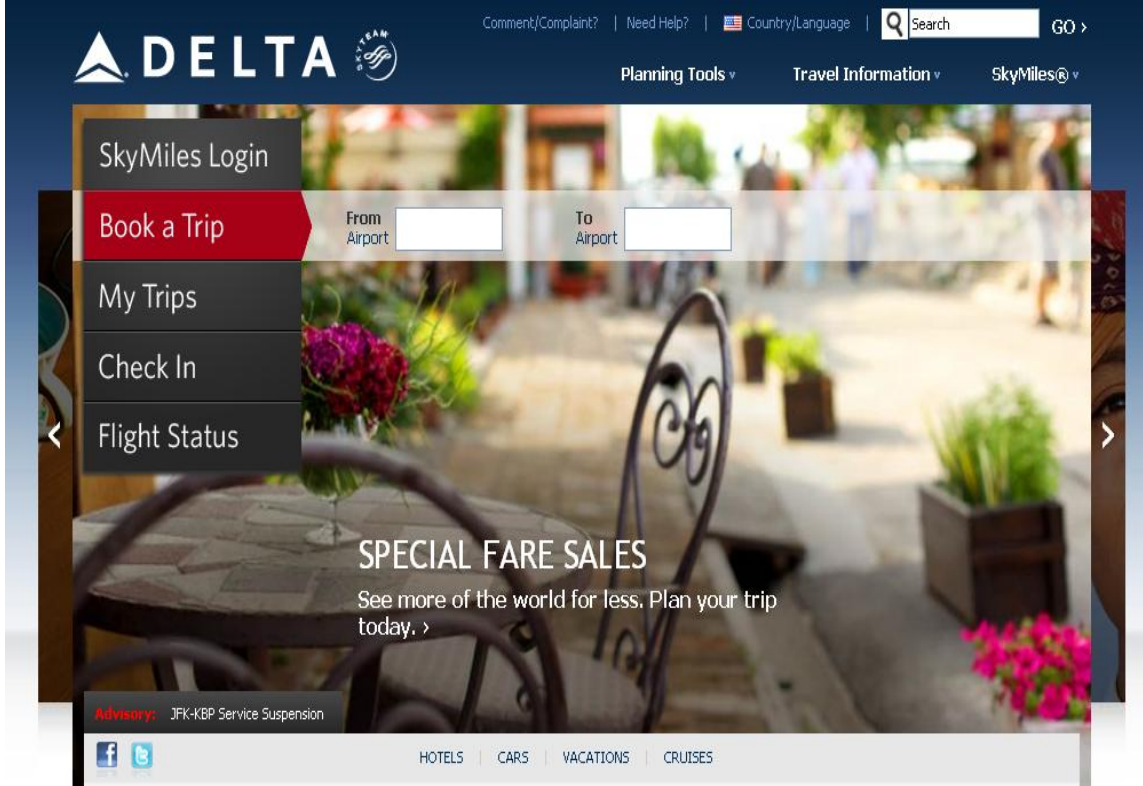 Comment/Complaint? | Need Help? | Country/Language | Search GO >
DELTA SKYTEAM
Planning Tools v Travel Information v SkyMiles® v
SkyMiles Login
Book a Trip
From
Airport
To
Airport
My Trips
Check In
Flight Status
SPECIAL FARE SALES
See more of the world for less. Plan your trip
today. >
Advisory: JFK-KBP Service Suspension
HOTELS | CARS | VACATIONS | CRUISES